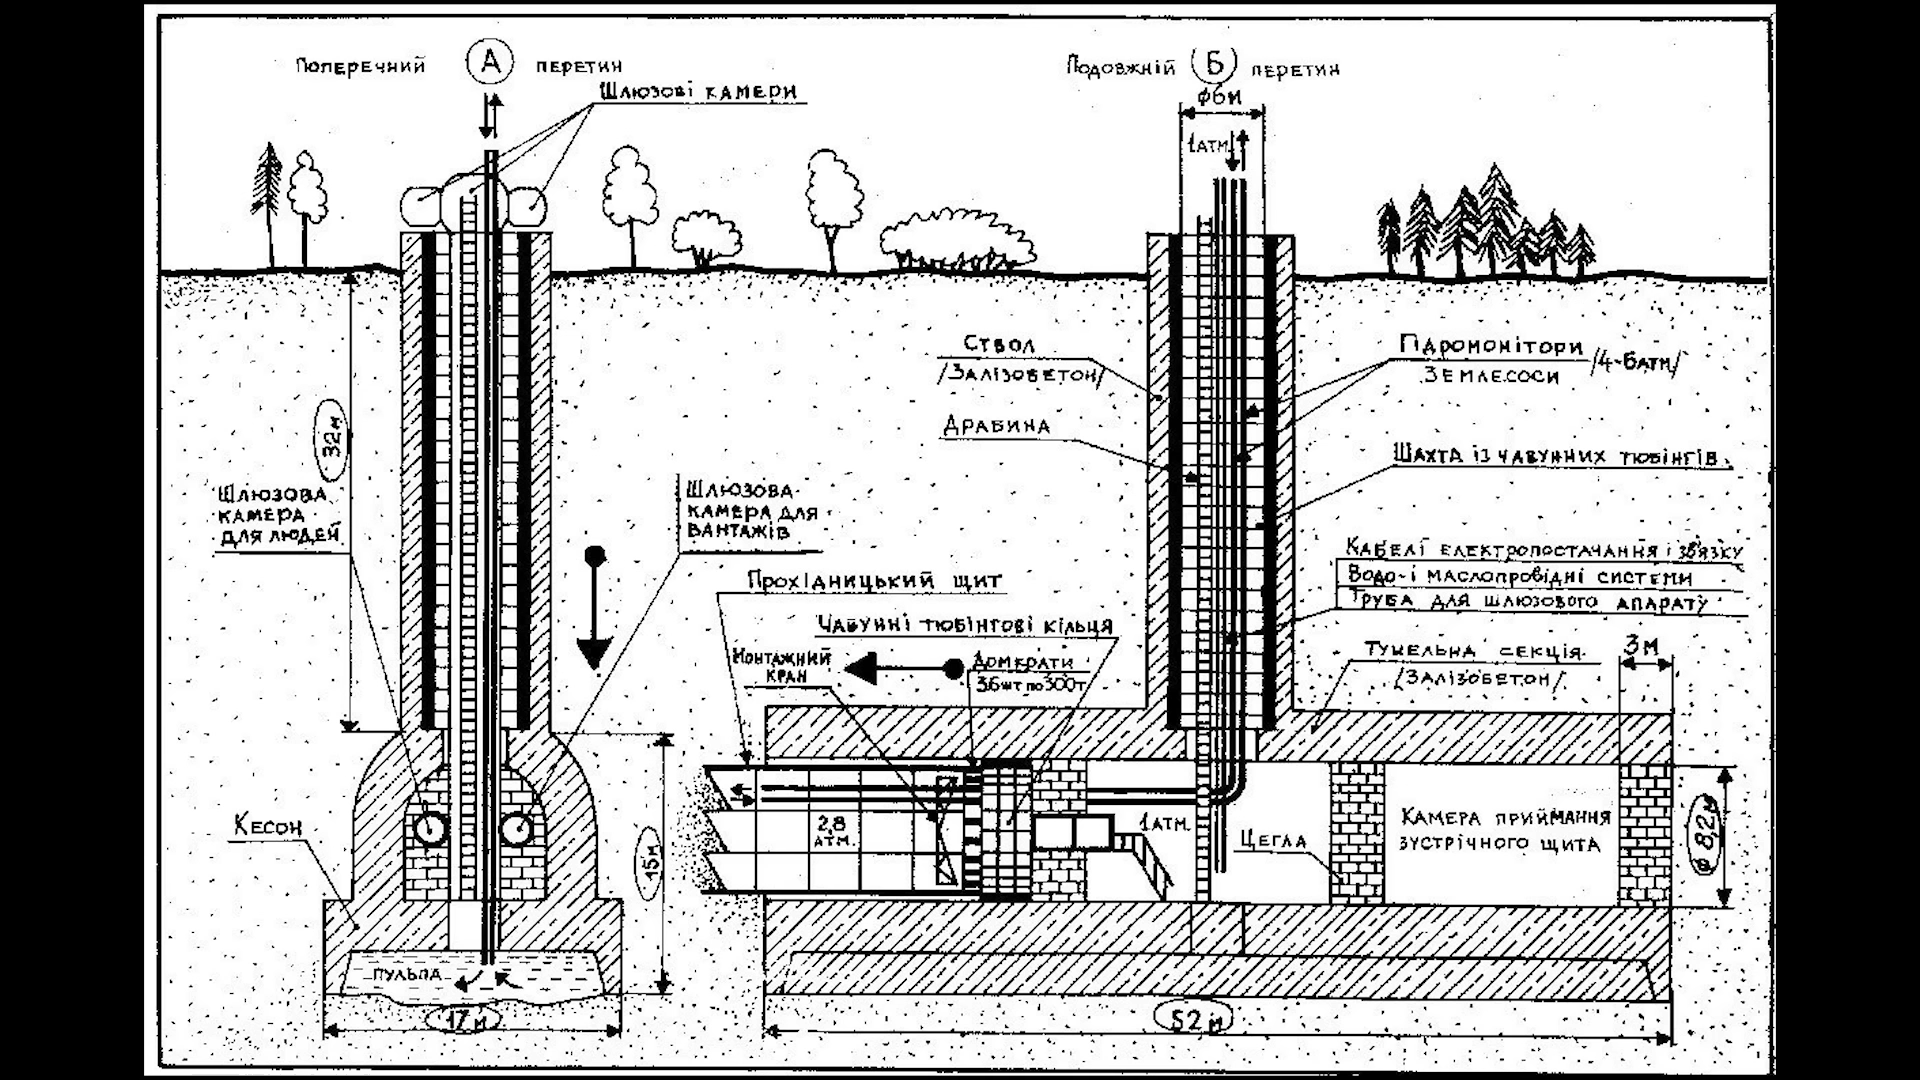 Поперечний А перетин
Шлюзові камери
Подовжній Б перетин
ф6м
1атм.
32м
Ствол
/Залізобетон/
Драбина
Гідромонітори
Землесоси
/4-бати/
Шахта із чавунних тюбінгів.
Шлюзова
камера
для людей
Шлюзова
камера для
вантажів
Кабелі електропостачання і зв'язку
Водо- і маслопровідні системи
Труба для шлюзового апарату
Прохідницький щит
Чавунні тюбінгові кільця
Монтажний
кран
Домкрати
36шт по 300т
Тунельна секція
/Залізобетон/
3м
Кесон
15м
2,8
атм.
1атм.
Цегла
Камера приймання
зустрічного щита
ф 8,2м
пульпа
17м
52м